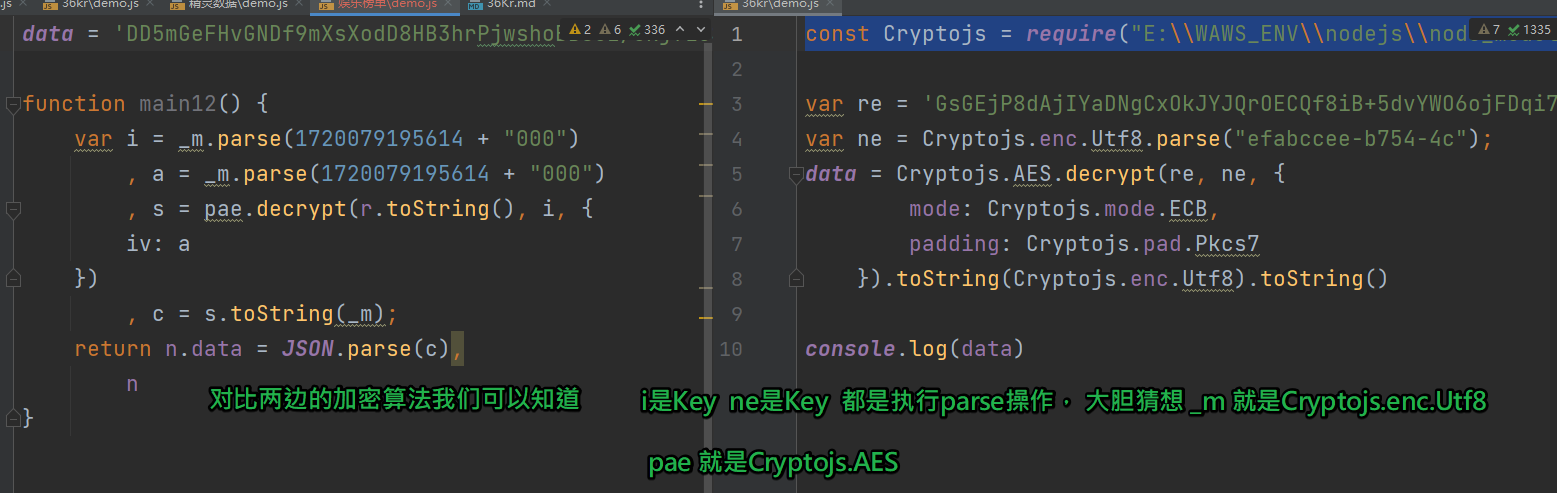 36kr\demo.js
精灵数据\demo.js
娱乐榜单\demo.js
36Kr.md
36kr\demo.js
data = 'DD5mGeFHvGNDf9mXsXodD8HB3hrPjwsho
2 6 336
function main12() {
var i = _m.parse(1720079195614 + "000")
, a = _m.parse(1720079195614 + "000")
, s = pae.decrypt(r.toString(), i, {
iv: a
})
, c = s.toString(_m);
return n.data = JSON.parse(c),
n
}
7 1335
1 const Cryptojs = require("E:\\WAWS_ENV\\nodejs\\
2
3 var re = 'GsGEjP8dAjIYaDNgCxOkJYJQrOECQf8iB+5dvYWO6ojFDqi7
4 var ne = Cryptojs.enc.Utf8.parse("efabccee-b754-4c");
5 data = Cryptojs.AES.decrypt(re, ne, {
6 mode: Cryptojs.mode.ECB,
7 padding: Cryptojs.pad.Pkcs7
8 }).toString(Cryptojs.enc.Utf8).toString()
9
10 console.log(data)
对比两边的加密算法我们可以知道
i是Key ne是Key 都是执行parse操作， 大胆猜想 _m 就是Cryptojs.enc.Utf8
pae 就是Cryptojs.AES